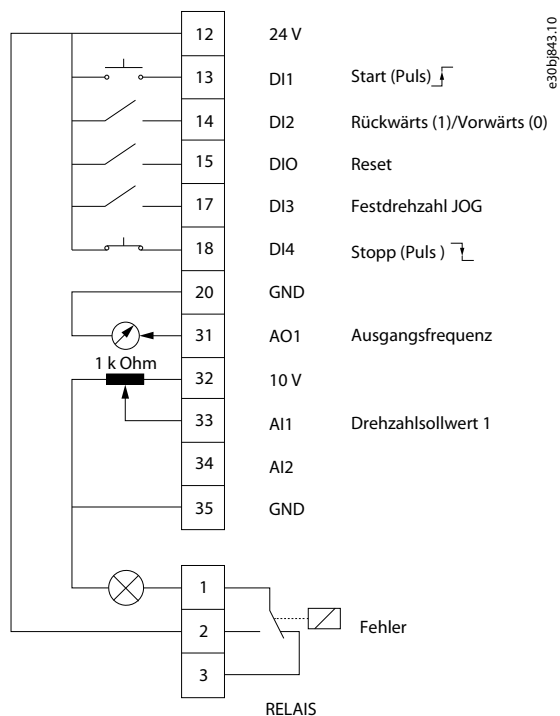 e30bj843.10
12 24 V
13 DI1 Start (Puls)
14 DI2 Rückwärts (1)/Vorwärts (0)
15 DIO Reset
17 DI3 Festdrehzahl JOG
18 DI4 Stopp (Puls )
20 GND
31 AO1 Ausgangsfrequenz
1 k Ohm
32 10 V
33 AI1 Drehzahlsollwert 1
34 AI2
35 GND
1
2 Fehler
3
RELAIS